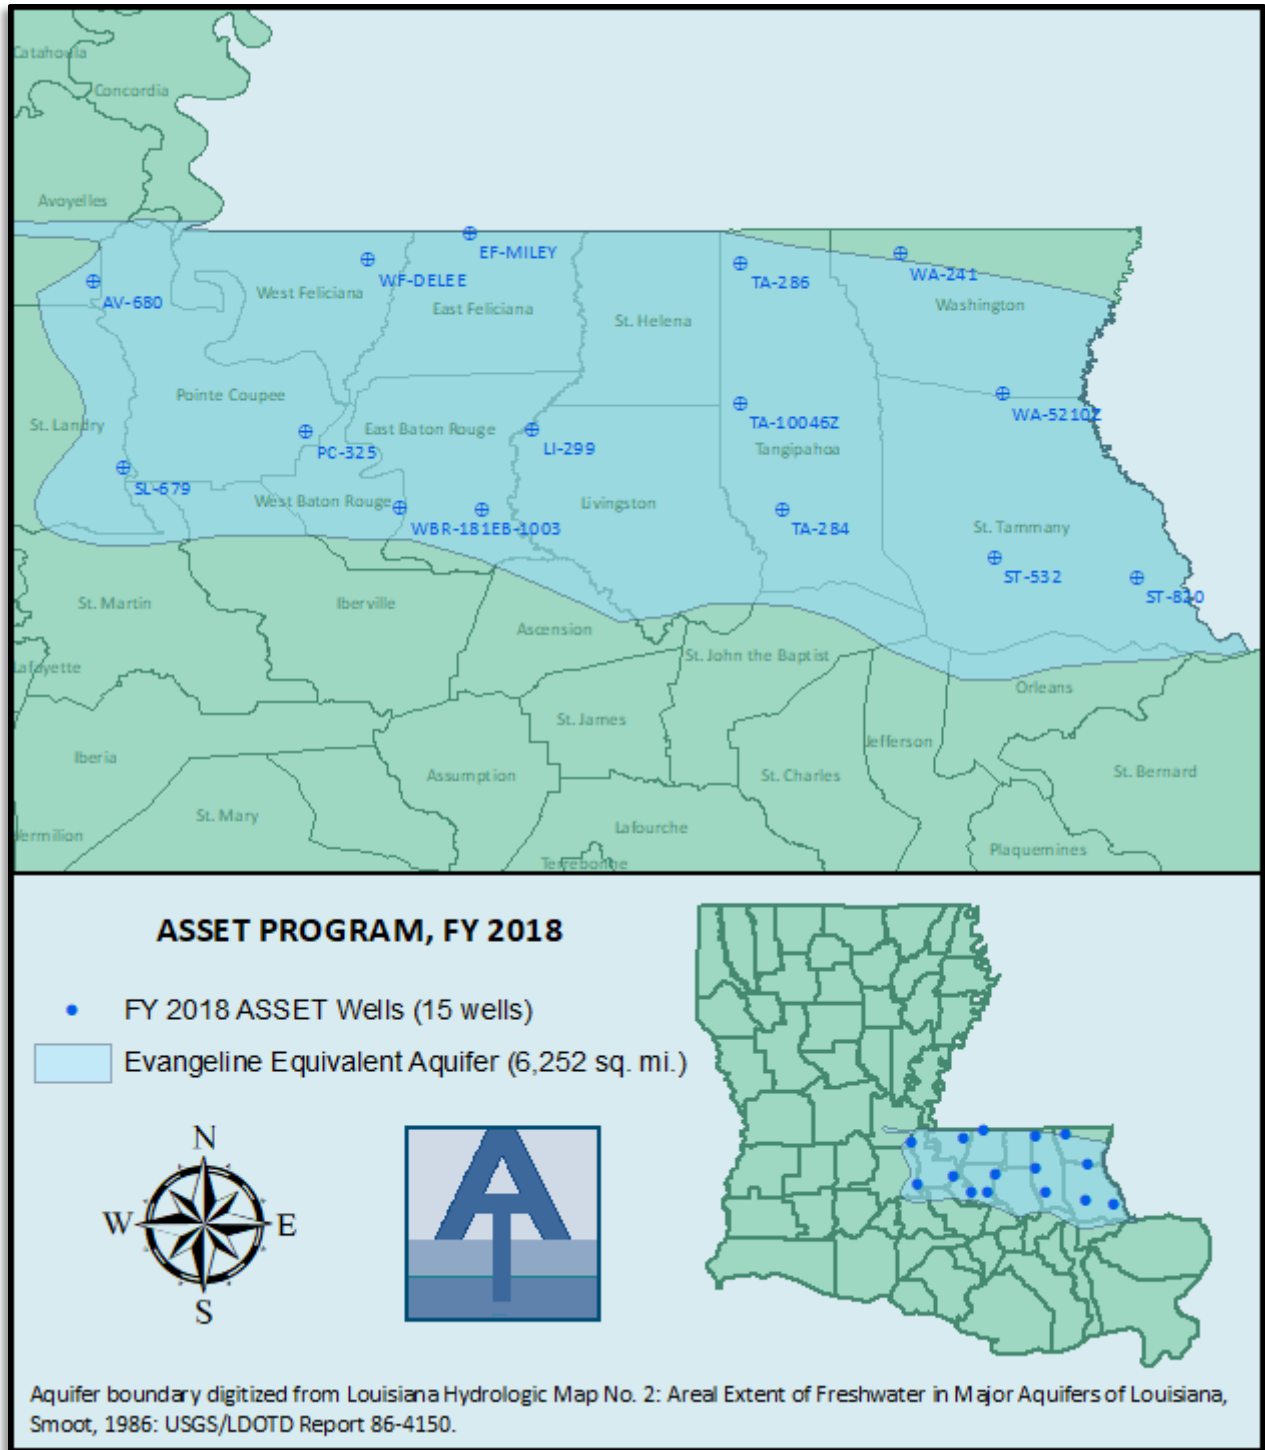 Catahoula
Concordia
Avoyelles
EF-MILEY
WF-DELEE
WA-241
TA-286
AV-680
West Feliciana
East Feliciana
Washington
St. Helena
Pointe Coupee
St. Landry
East Baton Rouge
TA-10046Z
WA-5210Z
PC-325
LI-299
Tangipahoa
SL-679
West Baton Rouge
Livingston
WBR-181
EB-1003
TA-284
St. Tammany
ST-532
ST-820
St. Martin
Iberville
Ascension
Lafayette
St. John the Baptist
Orleans
St. James
Jefferson
Iberia
Assumption
St. Charles
St. Bernard
St. Mary
Vermilion
Lafourche
Plaquemines
Terrebonne
ASSET PROGRAM, FY 2018
FY 2018 ASSET Wells (15 wells)
Evangeline Equivalent Aquifer (6,252 sq. mi.)
N
W E
S
AT
Aquifer boundary digitized from Louisiana Hydrologic Map No. 2: Areal Extent of Freshwater in Major Aquifers of Louisiana,
Smoot, 1986: USGS/LDOTD Report 86-4150.